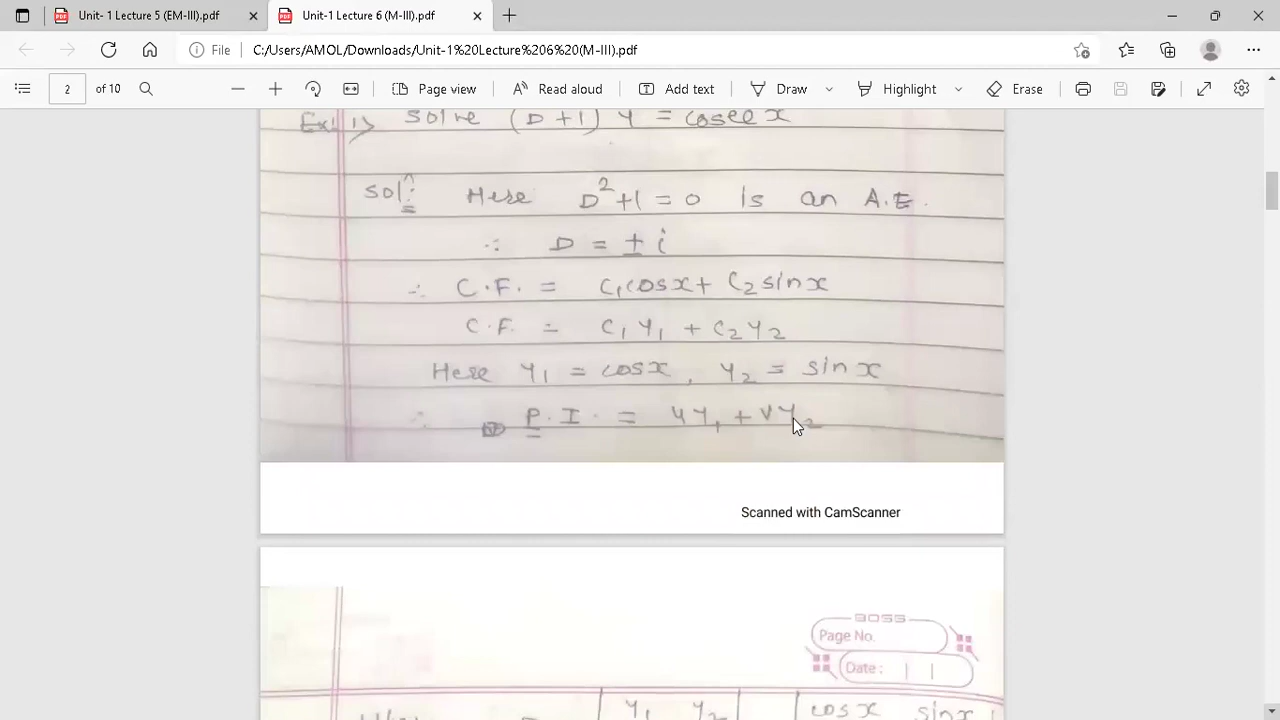 Unit- 1 Lecture 5 (EM-III).pdf
Unit-1 Lecture 6 (M-III).pdf
File C:/Users/AMOL/Downloads/Unit-1%20Lecture%206%20(M-III).pdf
2 of 10 Page view Read aloud Add text Draw Highlight Erase
Ex. 1> Solve (D+1) Y = cosec x
Sol^n: Here D²+1=0 is an A.E.
∴ D = ± i
∴ C.F. = C₁cosx + C₂sinx
C.F. = C₁Y₁ + C₂Y₂
Here Y₁ = cosx, Y₂ = sinx
∴ P.I. = uY₁ + vY₂
Scanned with CamScanner
BOSS
Page No.
Date :
Y₁ Y₂ cosx sinx